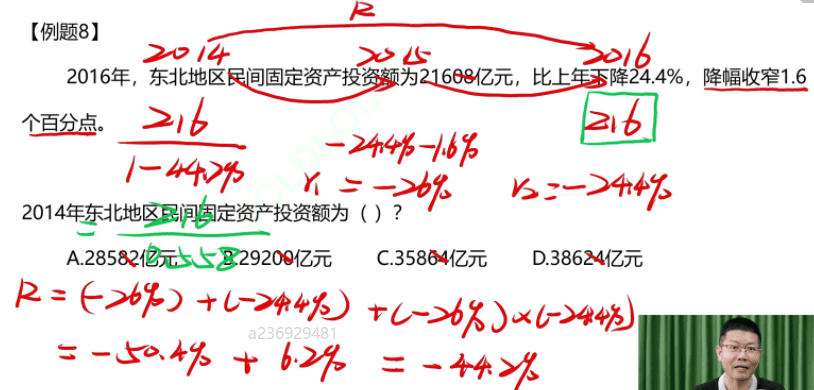 R
【例题8】
2014 2015 2016
2016年，东北地区民间固定资产投资额为21608亿元，比上年下降24.4%，降幅收窄1.6
个百分点。
216
1-44.2%
-24.4%-1.6%
r₁ = -26% r₂=-24.4%
216
2014年东北地区民间固定资产投资额为（ ）？
= 216
0.558
A.28582亿元 B.29200亿元 C.35864亿元 D.38624亿元
R = (-26%) + (-24.4%) + (-26%)×(-24.4%)
a236929481
= -50.4% + 6.2% = -44.2%